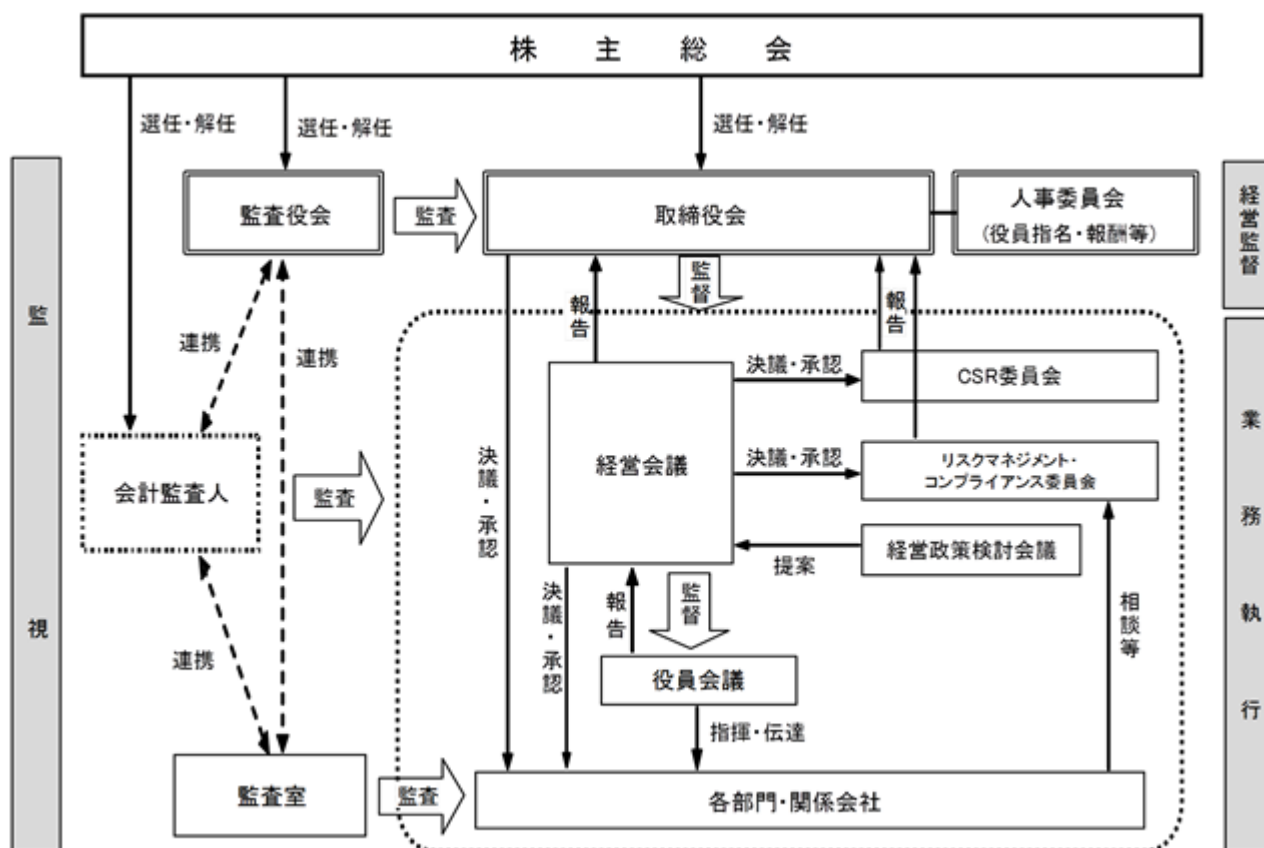 株主総会
選任・解任
選任・解任
選任・解任
監査役会
監査
取締役会
人事委員会
(役員指名・報酬等)
経営監督
監視
報告
監督
報告
連携
連携
決議・承認
CSR委員会
会計監査人
監査
決議・承認
経営会議
決議・承認
リスクマネジメント・
コンプライアンス委員会
業務執行
提案
経営政策検討会議
決議・承認
報告
監督
相談等
連携
役員会議
指揮・伝達
監査室
監査
各部門・関係会社